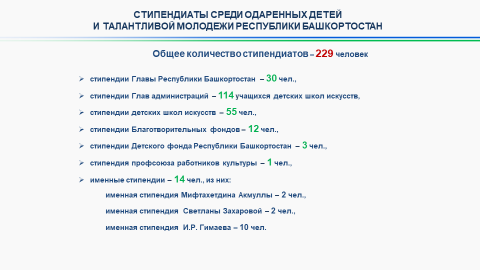 СТИПЕНДИАТЫ СРЕДИ ОДАРЕННЫХ ДЕТЕЙ
И ТАЛАНТЛИВОЙ МОЛОДЕЖИ РЕСПУБЛИКИ БАШКОРТОСТАН
Общее количество стипендиатов – 229 человек
➢ стипендии Главы Республики Башкортостан – 30 чел.,
➢ стипендии Глав администраций – 114 учащихся детских школ искусств,
➢ стипендии детских школ искусств – 55 чел.,
➢ стипендии Благотворительных фондов – 12 чел.,
➢ стипендии Детского фонда Республики Башкортостан – 3 чел.,
➢ стипендия профсоюза работников культуры – 1 чел.,
➢ именные стипендии – 14 чел., из них:
именная стипендия Мифтахетдина Акмуллы – 2 чел.,
именная стипендия Светланы Захаровой – 2 чел.,
именная стипендия И.Р. Гимаева – 10 чел.